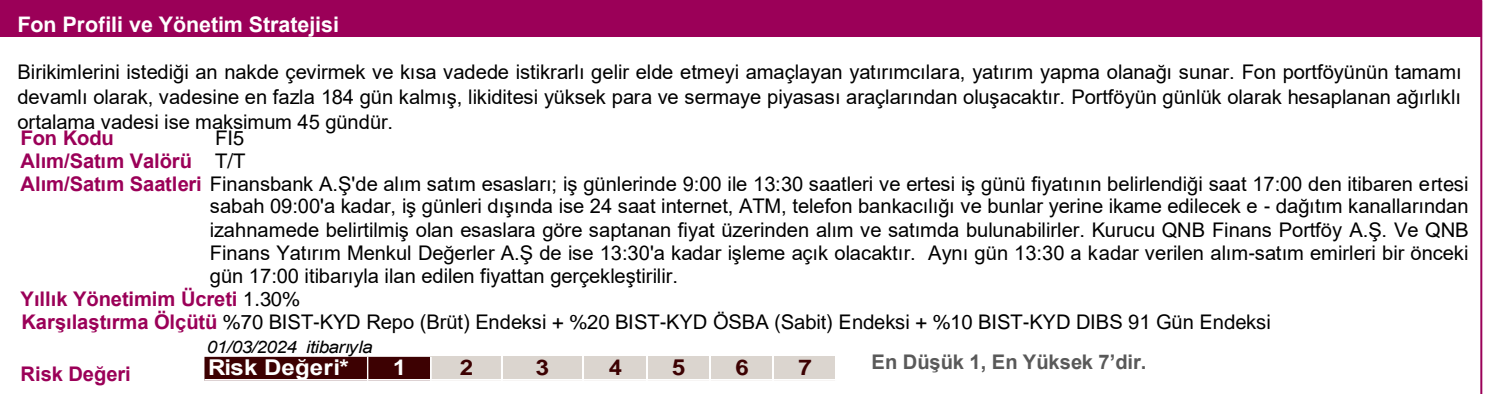 Fon Profili ve Yönetim Stratejisi
Birikimlerini istediği an nakde çevirmek ve kısa vadede istikrarlı gelir elde etmeyi amaçlayan yatırımcılara, yatırım yapma olanağı sunar. Fon portföyünün tamamı
devamlı olarak, vadesine en fazla 184 gün kalmış, likiditesi yüksek para ve sermaye piyasası araçlarından oluşacaktır. Portföyün günlük olarak hesaplanan ağırlıklı
ortalama vadesi ise maksimum 45 gündür.
Fon Kodu FI5
Alım/Satım Valörü T/T
Alım/Satım Saatleri Finansbank A.Ş'de alım satım esasları; iş günlerinde 9:00 ile 13:30 saatleri ve ertesi iş günü fiyatının belirlendiği saat 17:00 den itibaren ertesi
sabah 09:00'a kadar, iş günleri dışında ise 24 saat internet, ATM, telefon bankacılığı ve bunlar yerine ikame edilecek e - dağıtım kanallarından
izahnamede belirtilmiş olan esaslara göre saptanan fiyat üzerinden alım ve satımda bulunabilirler. Kurucu QNB Finans Portföy A.Ş. Ve QNB
Finans Yatırım Menkul Değerler A.Ş de ise 13:30'a kadar işleme açık olacaktır. Aynı gün 13:30 a kadar verilen alım-satım emirleri bir önceki
gün 17:00 itibarıyla ilan edilen fiyattan gerçekleştirilir.
Yıllık Yönetimim Ücreti 1.30%
Karşılaştırma Ölçütü %70 BIST-KYD Repo (Brüt) Endeksi + %20 BIST-KYD ÖSBA (Sabit) Endeksi + %10 BIST-KYD DIBS 91 Gün Endeksi
01/03/2024 itibarıyla
Risk Değeri Risk Değeri* 1 2 3 4 5 6 7 En Düşük 1, En Yüksek 7’dir.